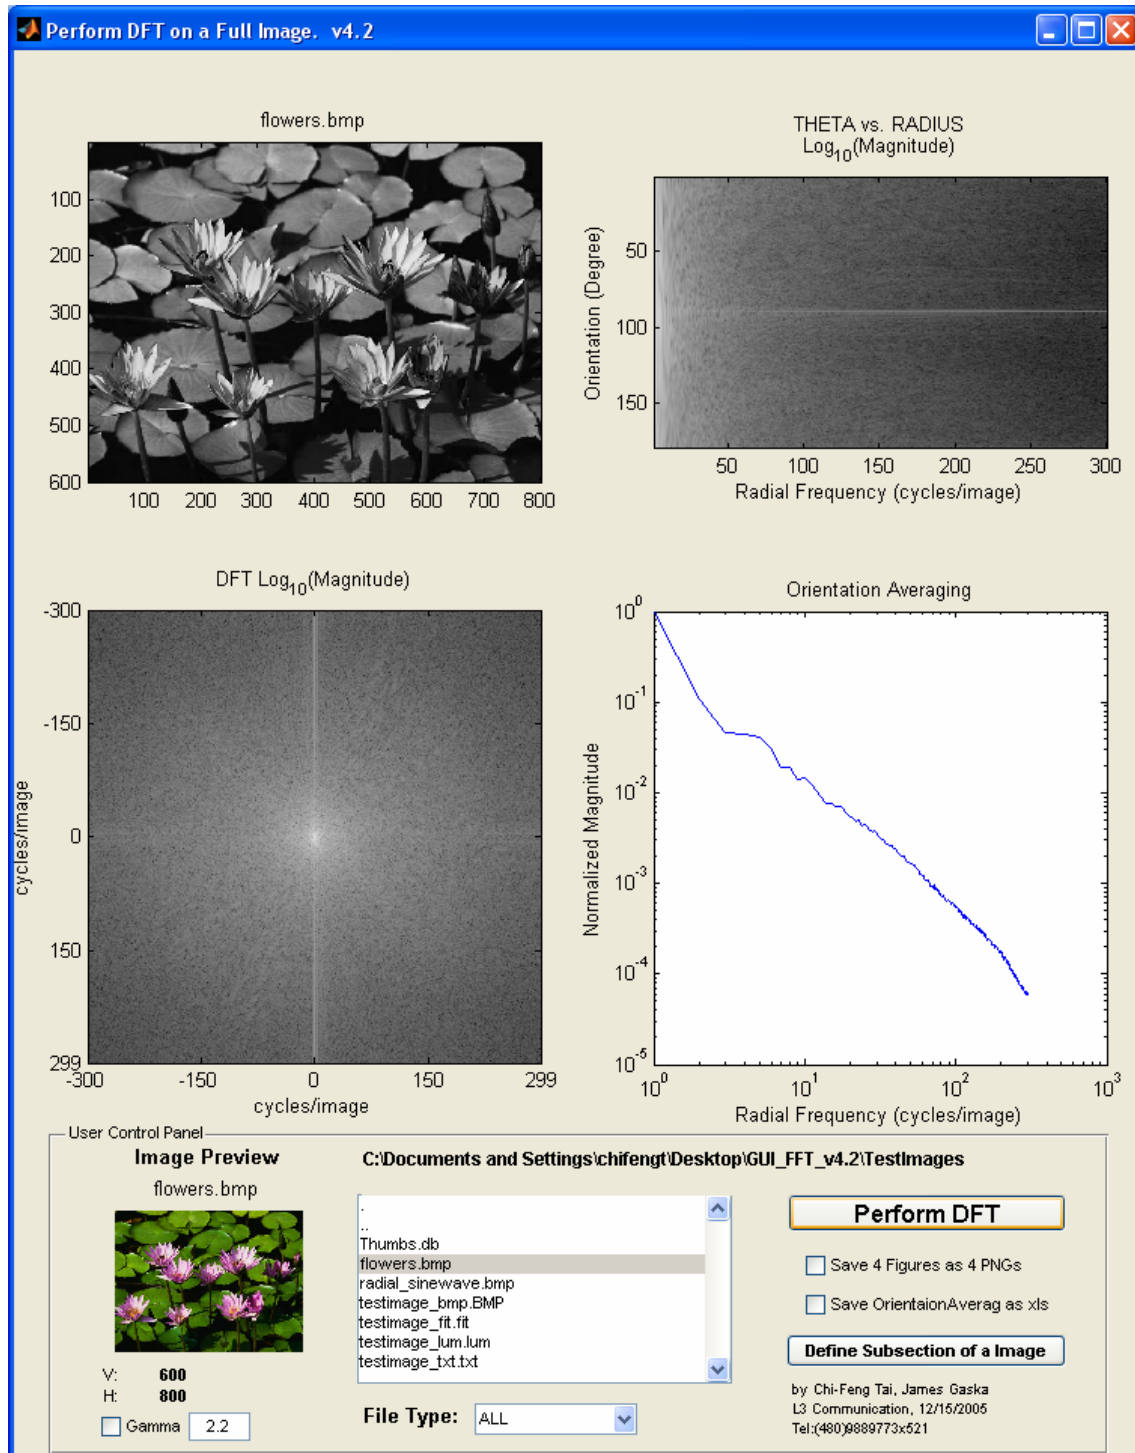 Perform DFT on a Full Image. v4.2
flowers.bmp
100
200
300
400
500
600
100 200 300 400 500 600 700 800
THETA vs. RADIUS
Log10(Magnitude)
Orientation (Degree)
50
100
150
50 100 150 200 250 300
Radial Frequency (cycles/image)
DFT Log10(Magnitude)
cycles/image
-300
-150
0
150
299
-300 -150 0 150 299
cycles/image
Orientation Averaging
Normalized Magnitude
10^0
10^-1
10^-2
10^-3
10^-4
10^-5
10^0 10^1 10^2 10^3
Radial Frequency (cycles/image)
User Control Panel
Image Preview
flowers.bmp
V: 600
H: 800
Gamma 2.2
C:\Documents and Settings\chifengt\Desktop\GUI_FFT_v4.2\TestImages
.
..
Thumbs.db
flowers.bmp
radial_sinewave.bmp
testimage_bmp.BMP
testimage_fit.fit
testimage_lum.lum
testimage_txt.txt
File Type: ALL
Perform DFT
Save 4 Figures as 4 PNGs
Save OrientaionAverag as xls
Define Subsection of a Image
by Chi-Feng Tai, James Gaska
L3 Communication, 12/15/2005
Tel:(480)9889773x521